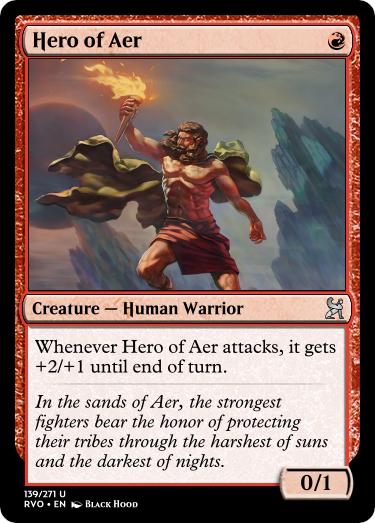 Hero of Aer
Creature — Human Warrior
Whenever Hero of Aer attacks, it gets
+2/+1 until end of turn.
In the sands of Aer, the strongest
fighters bear the honor of protecting
their tribes through the harshest of suns
and the darkest of nights.
0/1
139/271 U
RVO • EN Black Hood